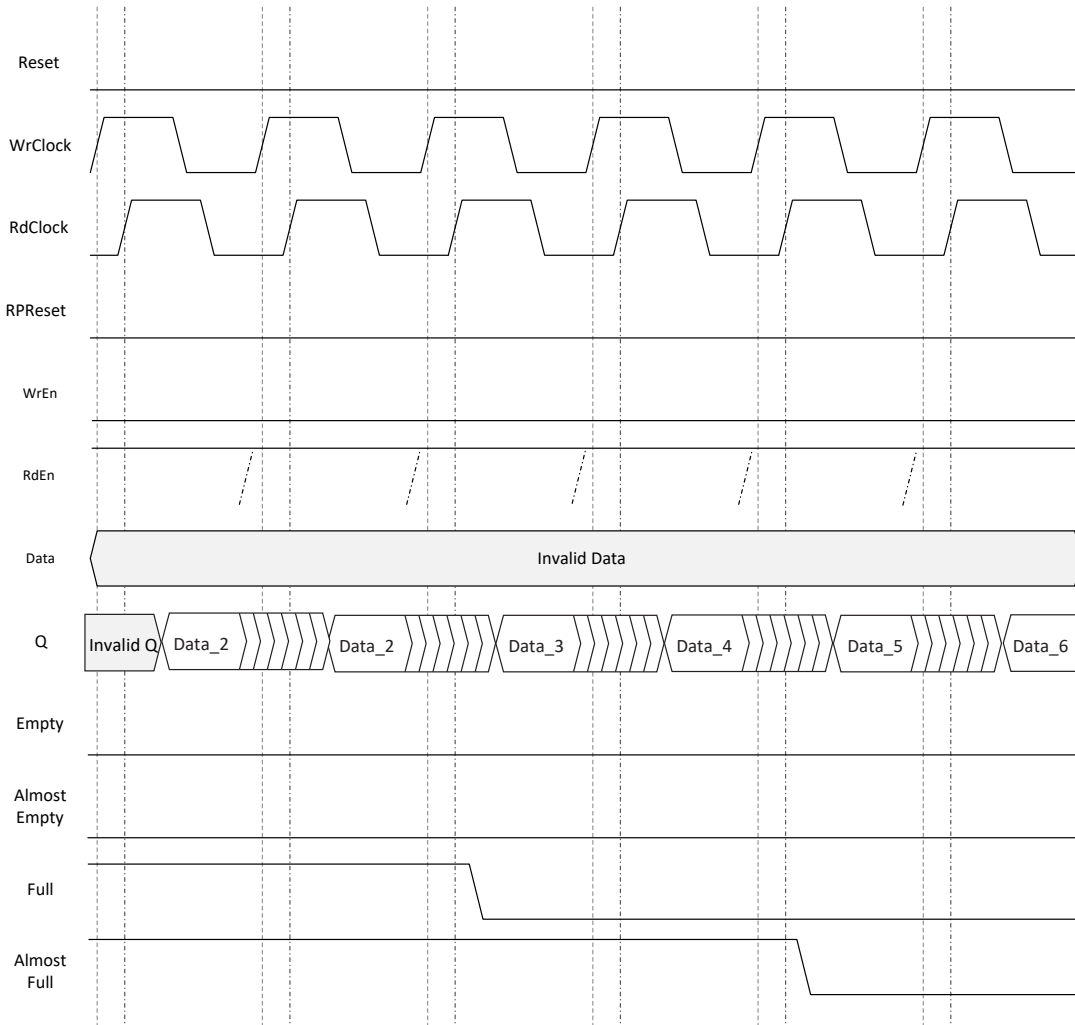 Reset
WrClock
RdClock
RPReset
WrEn
RdEn
Data
Invalid Data
Q
Invalid Q
Data_2
Data_2
Data_3
Data_4
Data_5
Data_6
Empty
Almost
Empty
Full
Almost
Full